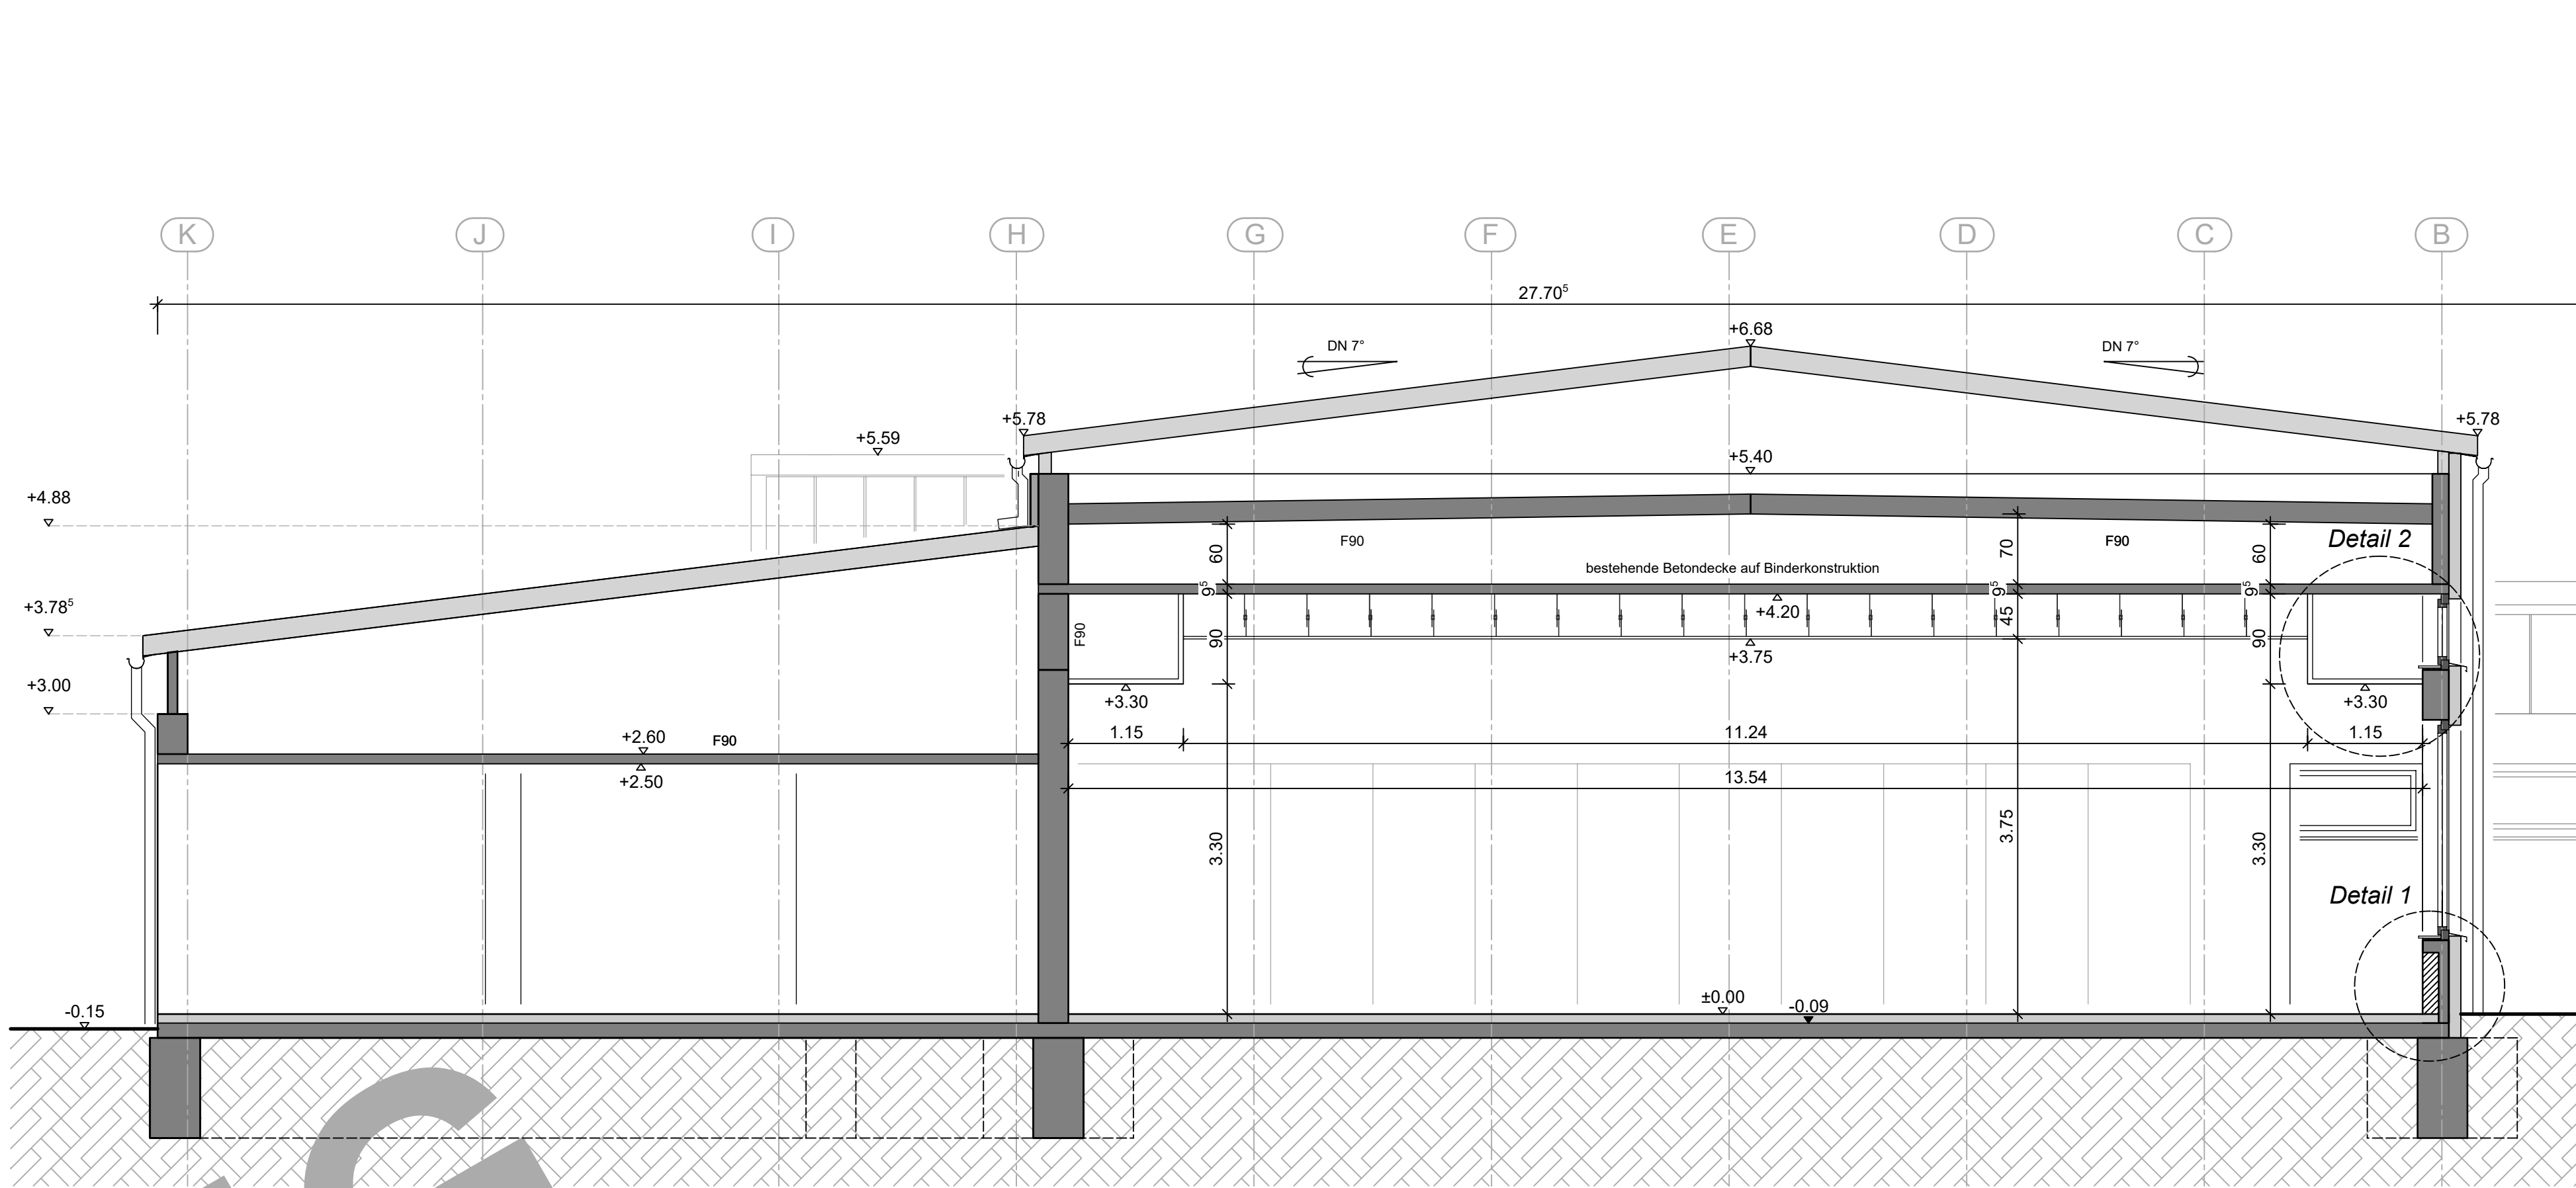 K J I H G F E D C B
27.70⁵
+6.68
DN 7° DN 7°
+5.78 +5.78
+5.59
+5.40
+4.88
Detail 2
60 F90 70 F90 60
bestehende Betondecke auf Binderkonstruktion
9⁵ 9⁵ 9⁵
+3.78⁵
+4.20
F90 90 45 90
+3.75
+3.00
+3.30 +3.30
1.15 11.24 1.15
+2.60 F90
+2.50
13.54
3.30 3.75 3.30
Detail 1
±0.00
-0.09
-0.15
G